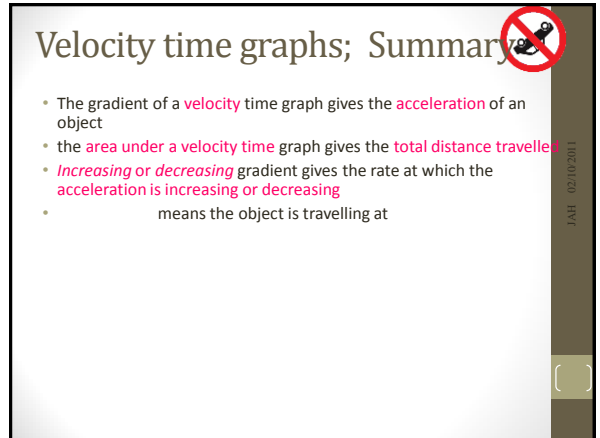 Velocity time graphs; Summary
• The gradient of a velocity time graph gives the acceleration of an
object
• the area under a velocity time graph gives the total distance travelled
• Increasing or decreasing gradient gives the rate at which the
acceleration is increasing or decreasing
• means the object is travelling at
JAH 02/10/2011
[ ]